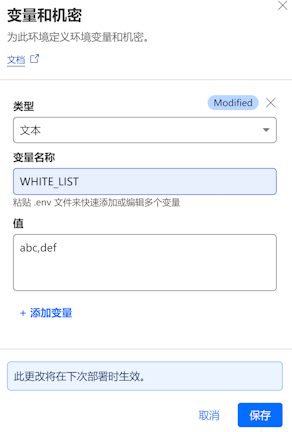 变量和机密
为此环境定义环境变量和机密。
文档
类型
Modified
文本
变量名称
WHITE_LIST
粘贴 .env 文件来快速添加或编辑多个变量
值
abc,def
+ 添加变量
此更改将在下次部署时生效。
取消
保存